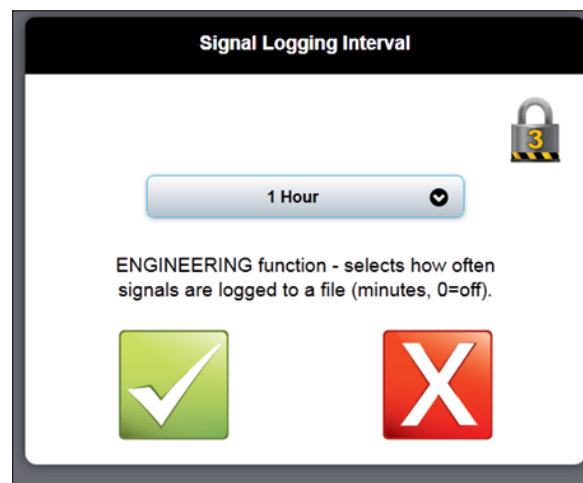 Signal Logging Interval
3
1 Hour
ENGINEERING function - selects how often
signals are logged to a file (minutes, 0=off).
X